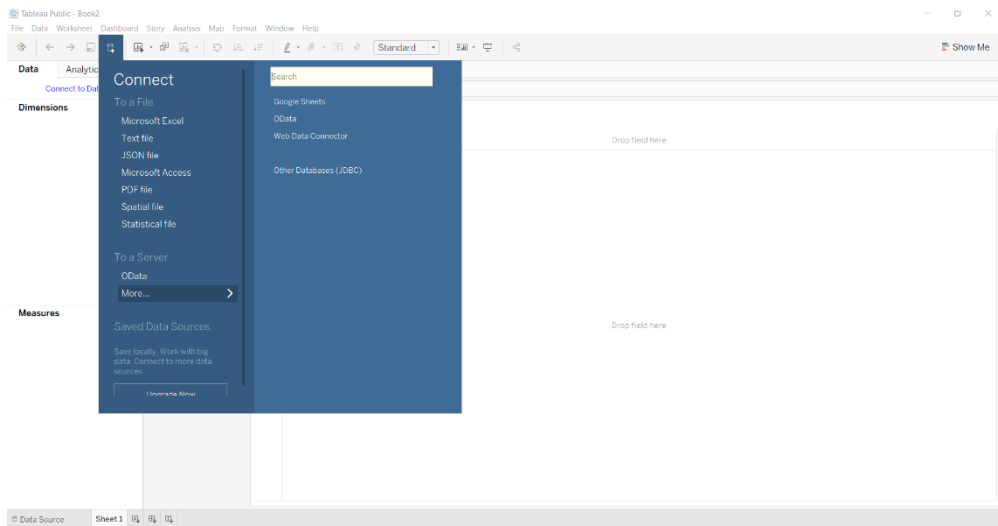 Tableau Public - Book2
File Data Worksheet Dashboard Story Analysis Map Format Window Help
Standard
Show Me
Data Analytic
Connect to Dat
Dimensions
Measures
Connect
To a File
Microsoft Excel
Text file
JSON file
Microsoft Access
PDF file
Spatial file
Statistical file
To a Server
OData
More...
Saved Data Sources
Save locally. Work with big
data. Connect to more data
sources.
Upgrade Now
Search
Google Sheets
OData
Web Data Connector
Other Databases (JDBC)
Drop field here
Drop field here
Data Source Sheet 1